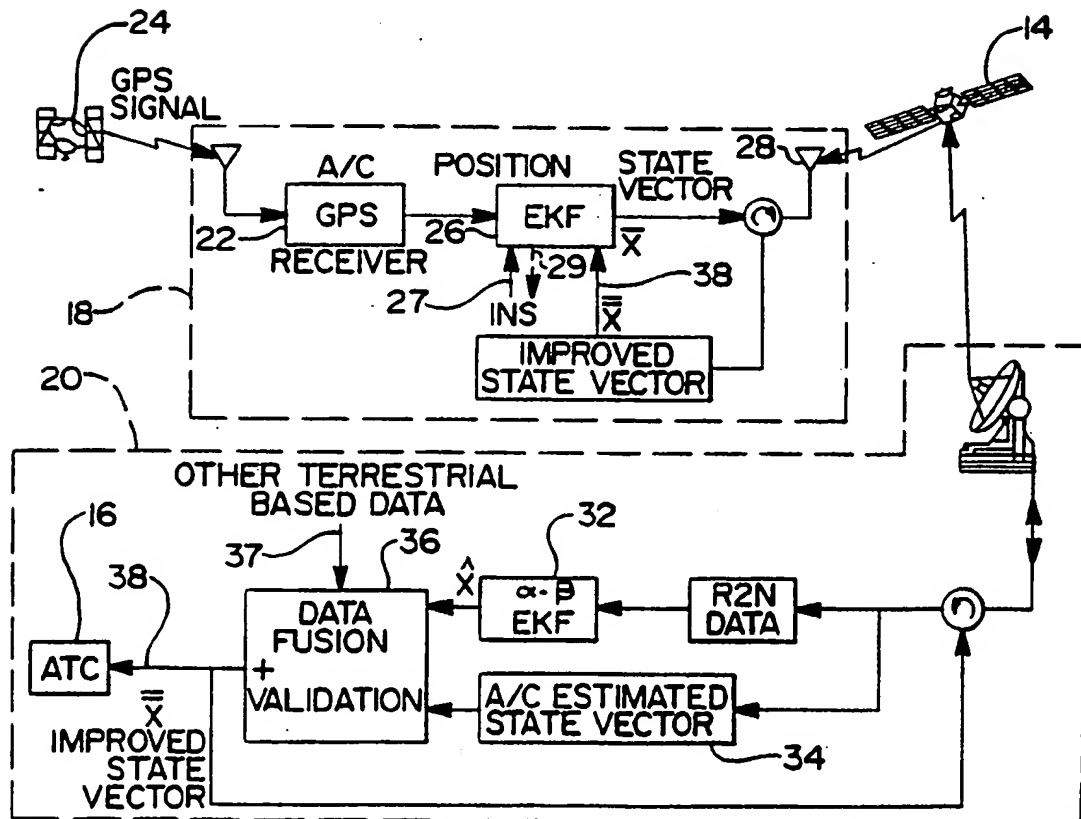 24
14
GPS
SIGNAL
28
A/C
POSITION
STATE
VECTOR
GPS
EKF
22
26
X̅
RECEIVER
29
38
27
18
INS
X̿
IMPROVED
STATE VECTOR
20
OTHER TERRESTRIAL
BASED DATA
16
32
37
36
38
X̂
α-β
EKF
R2N
DATA
DATA
FUSION
ATC
+
VALIDATION
A/C ESTIMATED
STATE VECTOR
X̿
IMPROVED
STATE
VECTOR
34